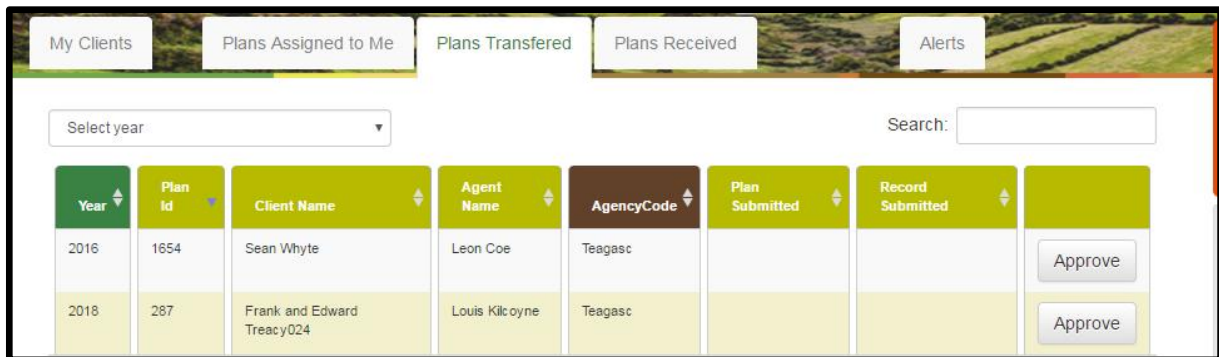 My Clients Plans Assigned to Me Plans Transfered Plans Received Alerts
Select year Search:
Year Plan Id Client Name Agent Name AgencyCode Plan Submitted Record Submitted
2016 1654 Sean Whyte Leon Coe Teagasc Approve
2018 287 Frank and Edward Treacy024 Louis Kilcoyne Teagasc Approve